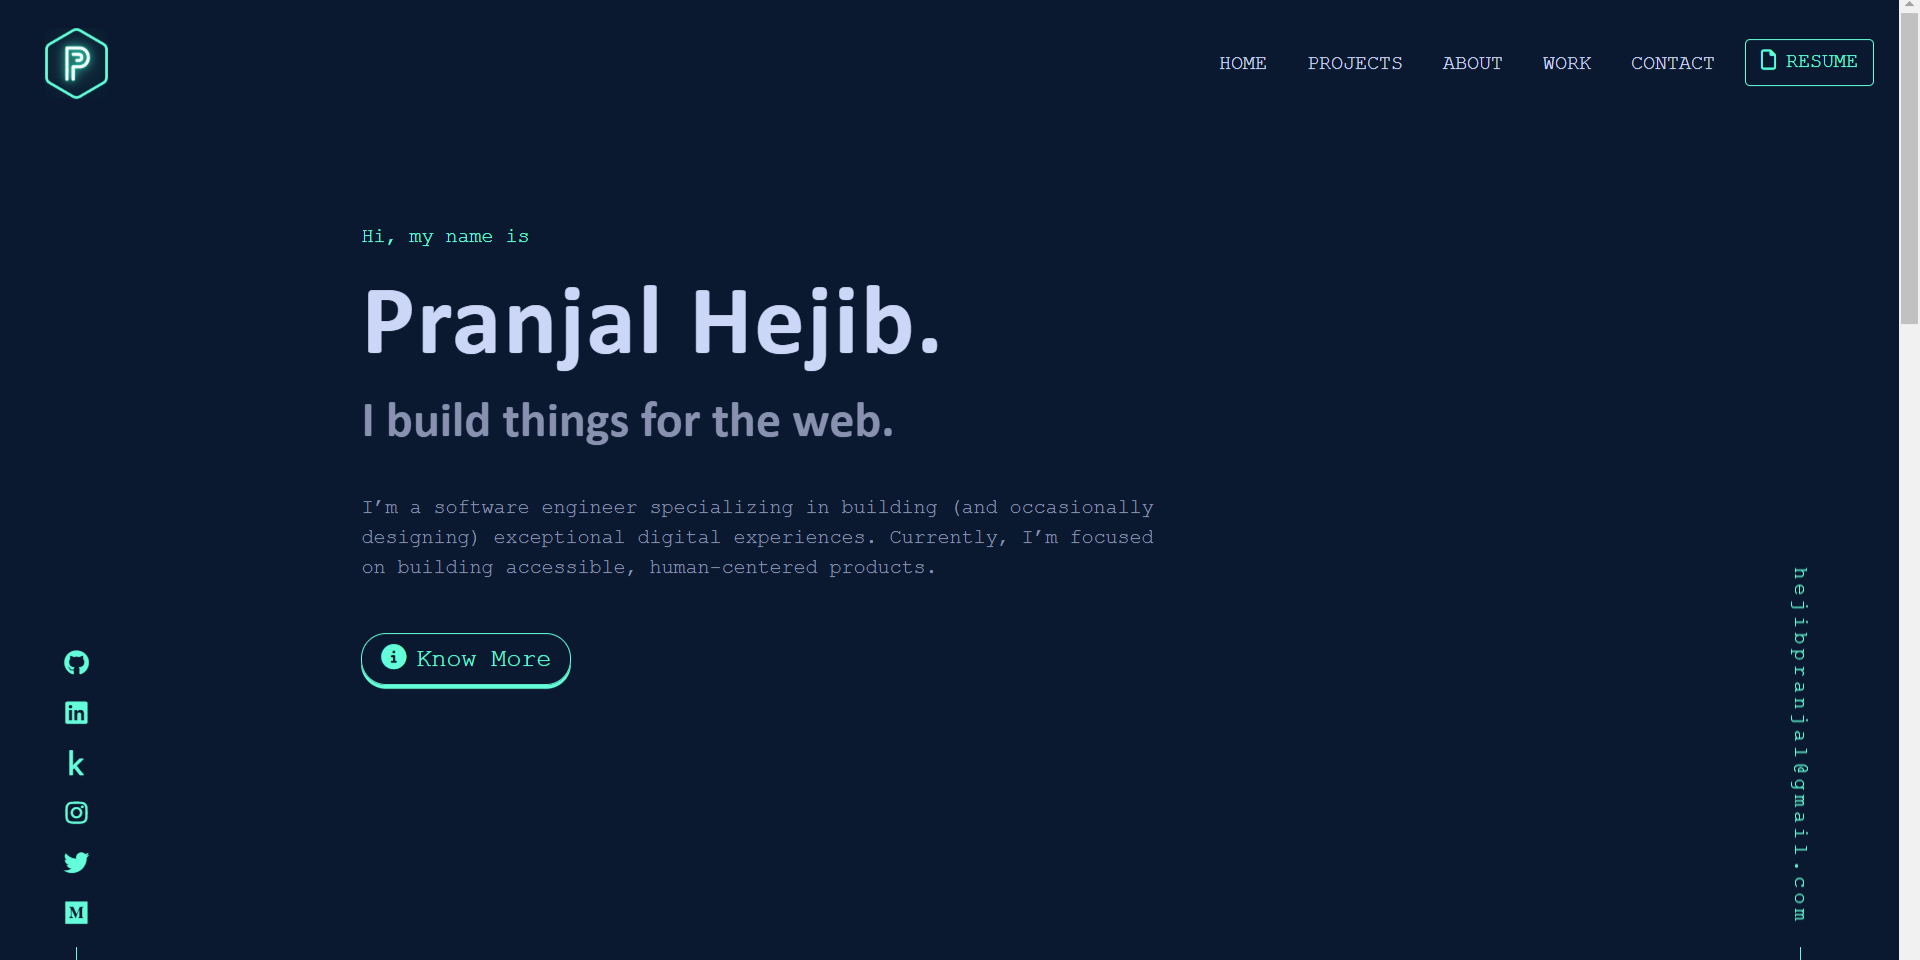 P
HOME PROJECTS ABOUT WORK CONTACT RESUME
Hi, my name is
Pranjal Hejib.
I build things for the web.
I’m a software engineer specializing in building (and occasionally
designing) exceptional digital experiences. Currently, I’m focused
on building accessible, human-centered products.
Know More
in
k
M
hejibpranjal@gmail.com